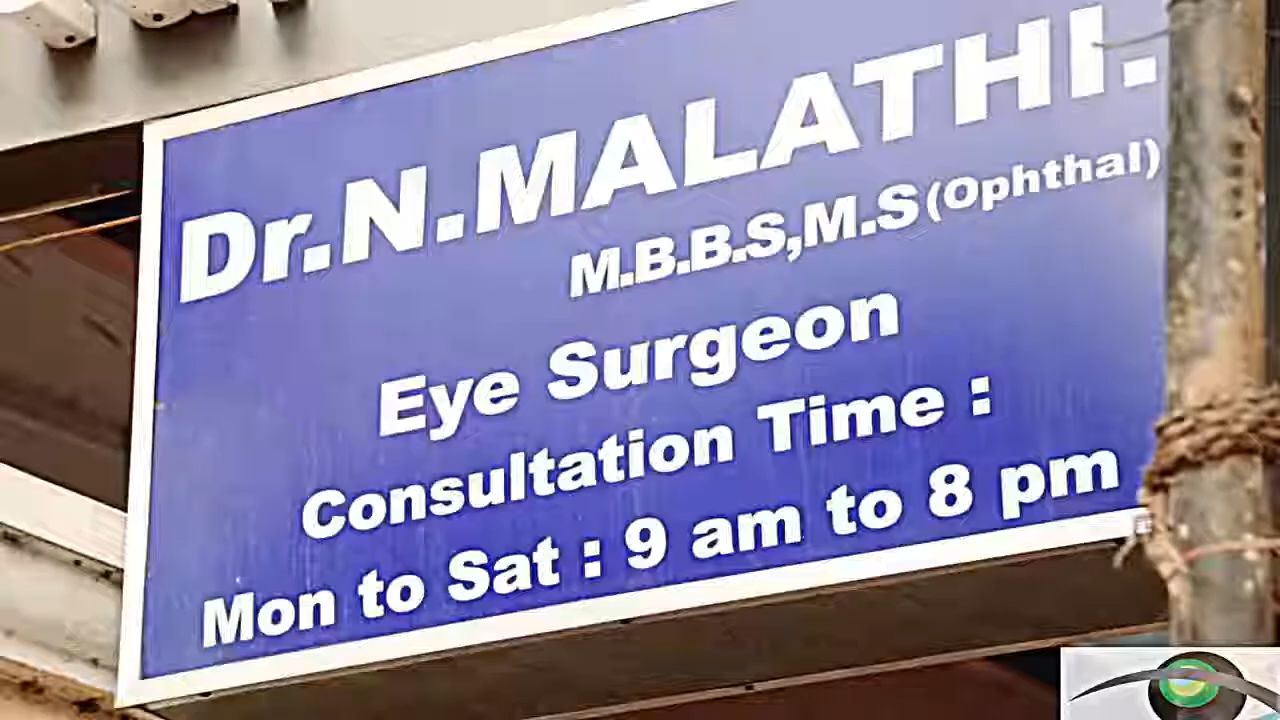 Dr.N.MALATHI.
M.B.B.S,M.S(Ophthal)
Eye Surgeon
Consultation Time :
Mon to Sat : 9 am to 8 pm